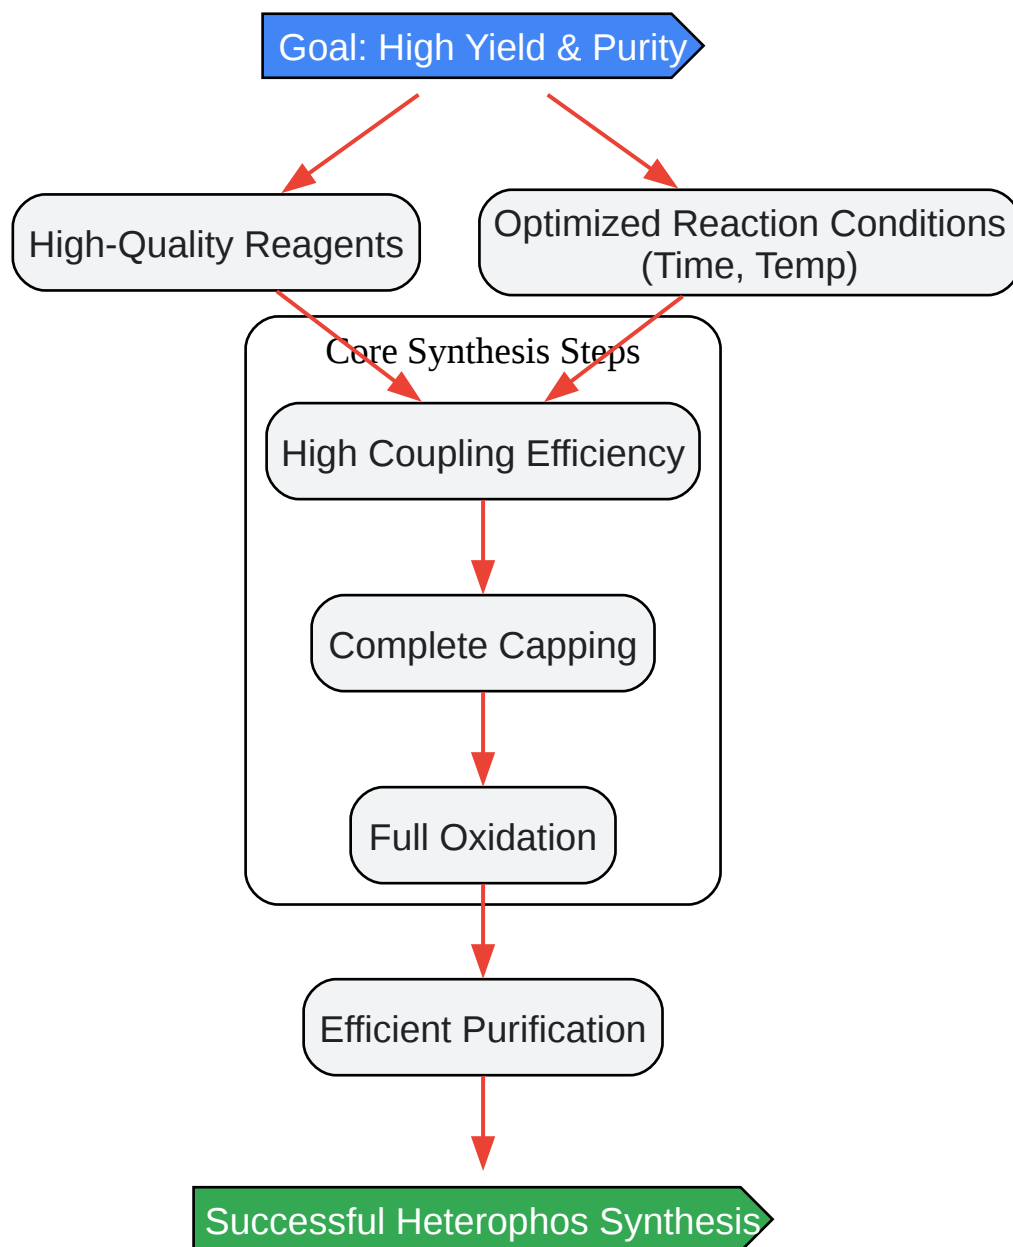 Goal: High Yield & Purity
High-Quality Reagents
Optimized Reaction Conditions
(Time, Temp)
Core Synthesis Steps
High Coupling Efficiency
Complete Capping
Full Oxidation
Efficient Purification
Successful Heterophos Synthesis